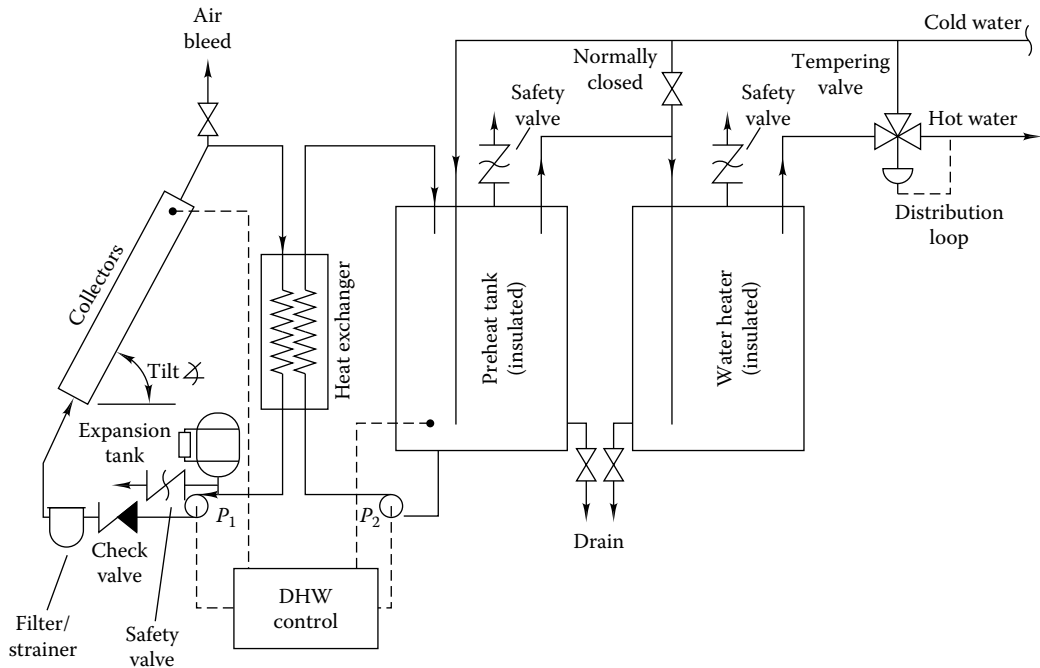 Air
bleed
Cold water
Normally
closed
Tempering
valve
Safety
valve
Safety
valve
Hot water
Distribution
loop
Collectors
Heat exchanger
Preheat tank
(insulated)
Water heater
(insulated)
Tilt
Expansion
tank
P1
P2
Check
valve
Drain
DHW
control
Filter/
strainer
Safety
valve